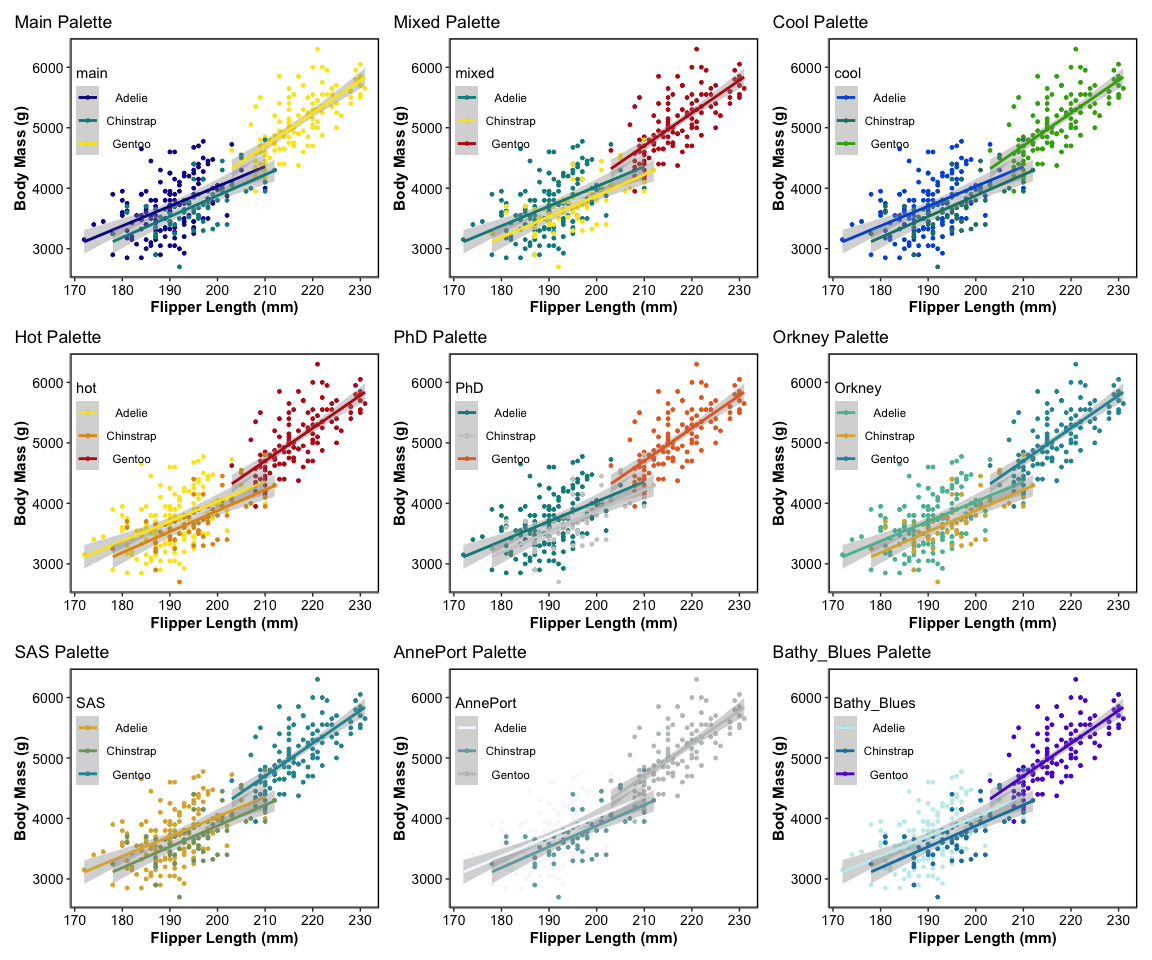 Main Palette
main
Adelie
Chinstrap
Gentoo
6000
5000
4000
3000
Body Mass (g)
170 180 190 200 210 220 230
Flipper Length (mm)
Mixed Palette
mixed
Adelie
Chinstrap
Gentoo
6000
5000
4000
3000
Body Mass (g)
170 180 190 200 210 220 230
Flipper Length (mm)
Cool Palette
cool
Adelie
Chinstrap
Gentoo
6000
5000
4000
3000
Body Mass (g)
170 180 190 200 210 220 230
Flipper Length (mm)
Hot Palette
hot
Adelie
Chinstrap
Gentoo
6000
5000
4000
3000
Body Mass (g)
170 180 190 200 210 220 230
Flipper Length (mm)
PhD Palette
PhD
Adelie
Chinstrap
Gentoo
6000
5000
4000
3000
Body Mass (g)
170 180 190 200 210 220 230
Flipper Length (mm)
Orkney Palette
Orkney
Adelie
Chinstrap
Gentoo
6000
5000
4000
3000
Body Mass (g)
170 180 190 200 210 220 230
Flipper Length (mm)
SAS Palette
SAS
Adelie
Chinstrap
Gentoo
6000
5000
4000
3000
Body Mass (g)
170 180 190 200 210 220 230
Flipper Length (mm)
AnnePort Palette
AnnePort
Adelie
Chinstrap
Gentoo
6000
5000
4000
3000
Body Mass (g)
170 180 190 200 210 220 230
Flipper Length (mm)
Bathy_Blues Palette
Bathy_Blues
Adelie
Chinstrap
Gentoo
6000
5000
4000
3000
Body Mass (g)
170 180 190 200 210 220 230
Flipper Length (mm)